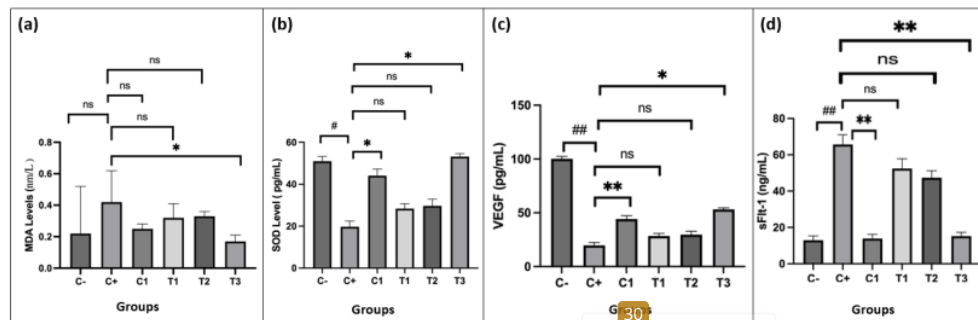 (a)
ns
ns
ns
ns
*
0.8
0.6
0.4
0.2
0.0
MDA Levels (nm/L)
C- C+ C1 T1 T2 T3
Groups
(b)
*
ns
ns
#
*
60
40
20
0
SOD Level ( pg/mL)
C- C+ C1 T1 T2 T3
Groups
(c)
*
ns
##
ns
**
150
100
50
0
VEGF (pg/mL)
C- C+ C1 T1 T2 T3
Groups
30
(d)
**
ns
ns
##
**
80
60
40
20
0
sFlt-1 (ng/mL)
C- C+ C1 T1 T2 T3
Groups